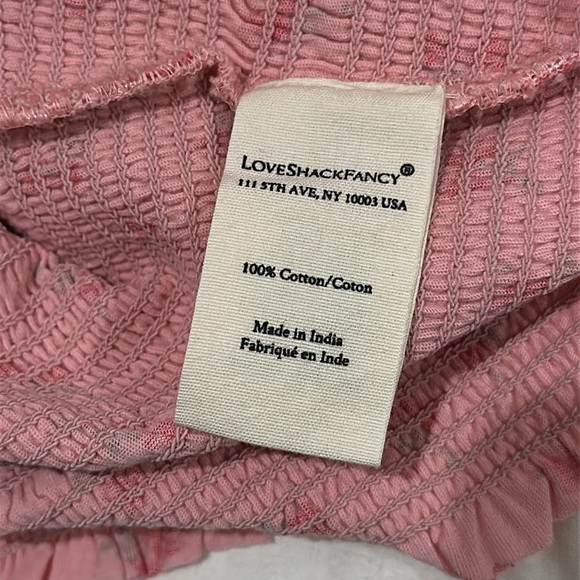 LOVESHACKFANCY®
111 5TH AVE, NY 10003 USA
100% Cotton/Coton
Made in India
Fabriqué en Inde